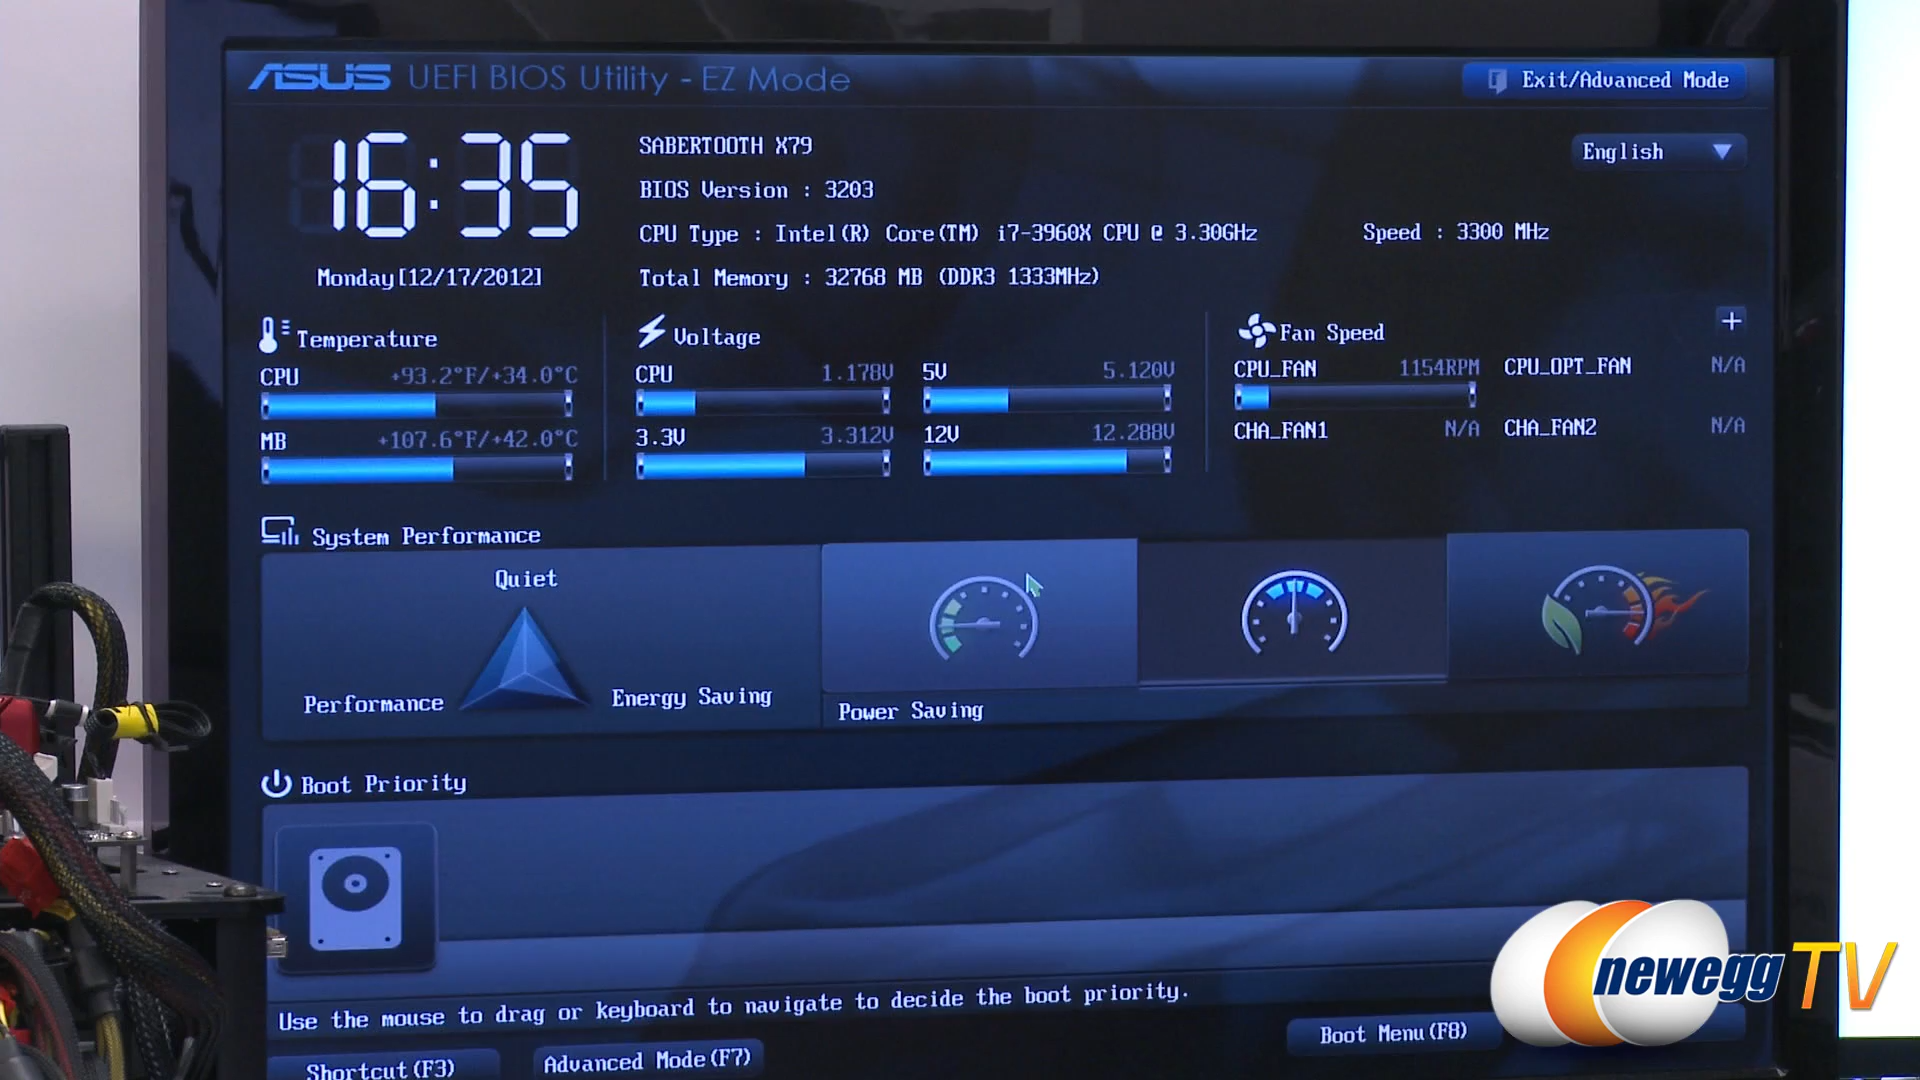 ASUS UEFI BIOS Utility - EZ Mode
Exit/Advanced Mode
16:35
Monday[12/17/2012]
SABERTOOTH X79
BIOS Version : 3203
CPU Type : Intel(R) Core(TM) i7-3960X CPU @ 3.30GHz
Speed : 3300 MHz
Total Memory : 32768 MB (DDR3 1333MHz)
English
Temperature
CPU +93.2°F/+34.0°C
MB +107.6°F/+42.0°C
Voltage
CPU 1.178V 5V 5.120V
3.3V 3.312V 12V 12.288V
Fan Speed
+
CPU_FAN 1154RPM CPU_OPT_FAN N/A
CHA_FAN1 N/A CHA_FAN2 N/A
System Performance
Quiet
Performance
Energy Saving
Power Saving
Boot Priority
Use the mouse to drag or keyboard to navigate to decide the boot priority.
Shortcut(F3)
Advanced Mode(F7)
Boot Menu(F8)
newegg TV